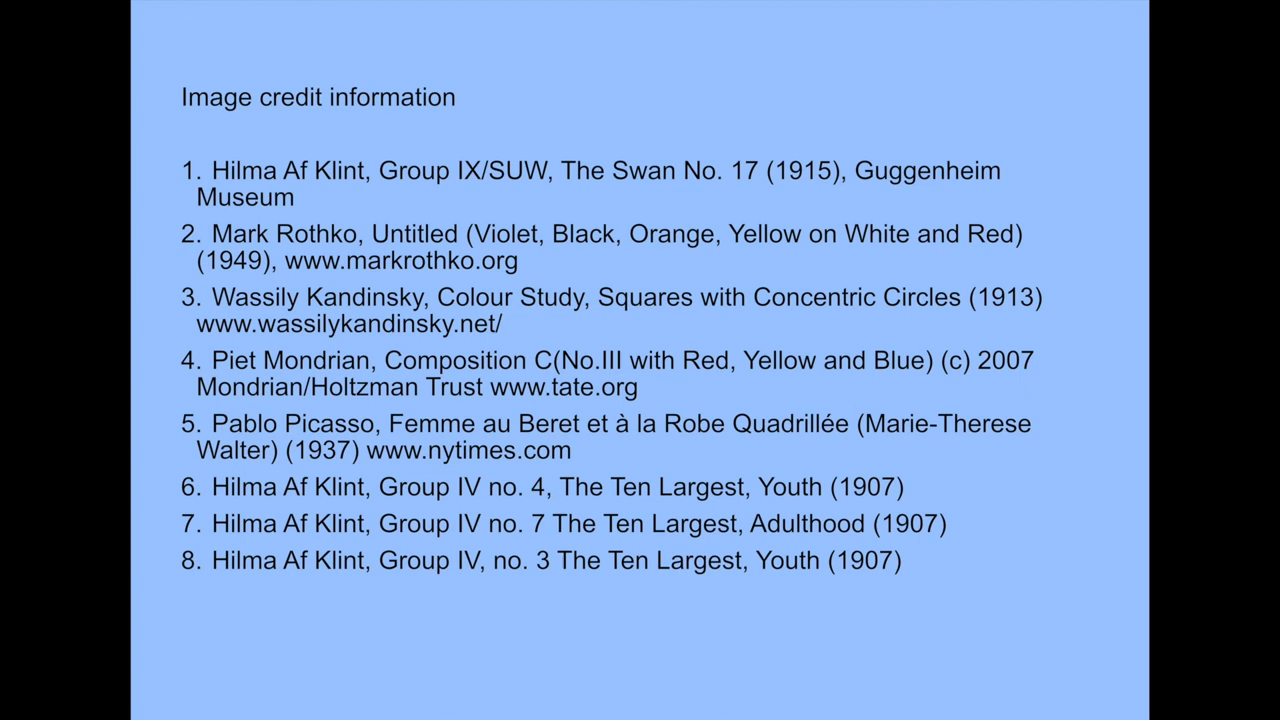 Image credit information
1. Hilma Af Klint, Group IX/SUW, The Swan No. 17 (1915), Guggenheim
Museum
2. Mark Rothko, Untitled (Violet, Black, Orange, Yellow on White and Red)
(1949), www.markrothko.org
3. Wassily Kandinsky, Colour Study, Squares with Concentric Circles (1913)
www.wassilykandinsky.net/
4. Piet Mondrian, Composition C(No.III with Red, Yellow and Blue) (c) 2007
Mondrian/Holtzman Trust www.tate.org
5. Pablo Picasso, Femme au Beret et à la Robe Quadrillée (Marie-Therese
Walter) (1937) www.nytimes.com
6. Hilma Af Klint, Group IV no. 4, The Ten Largest, Youth (1907)
7. Hilma Af Klint, Group IV no. 7 The Ten Largest, Adulthood (1907)
8. Hilma Af Klint, Group IV, no. 3 The Ten Largest, Youth (1907)